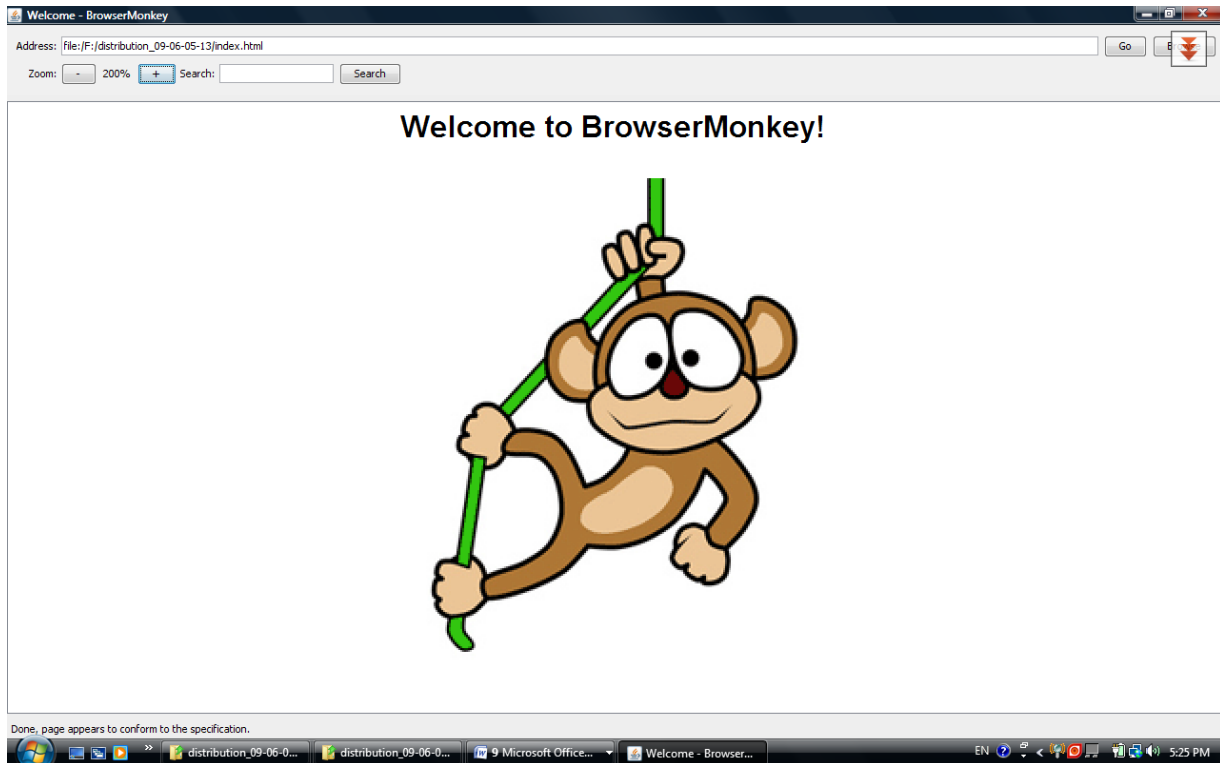 Welcome - BrowserMonkey
Address: file:/F:/distribution_09-06-05-13/index.html Go
Zoom: - 200% + Search: Search
Welcome to BrowserMonkey!
Done, page appears to conform to the specification.
» distribution_09-06-0... distribution_09-06-0... 9 Microsoft Office... Welcome - Browser... EN 5:25 PM